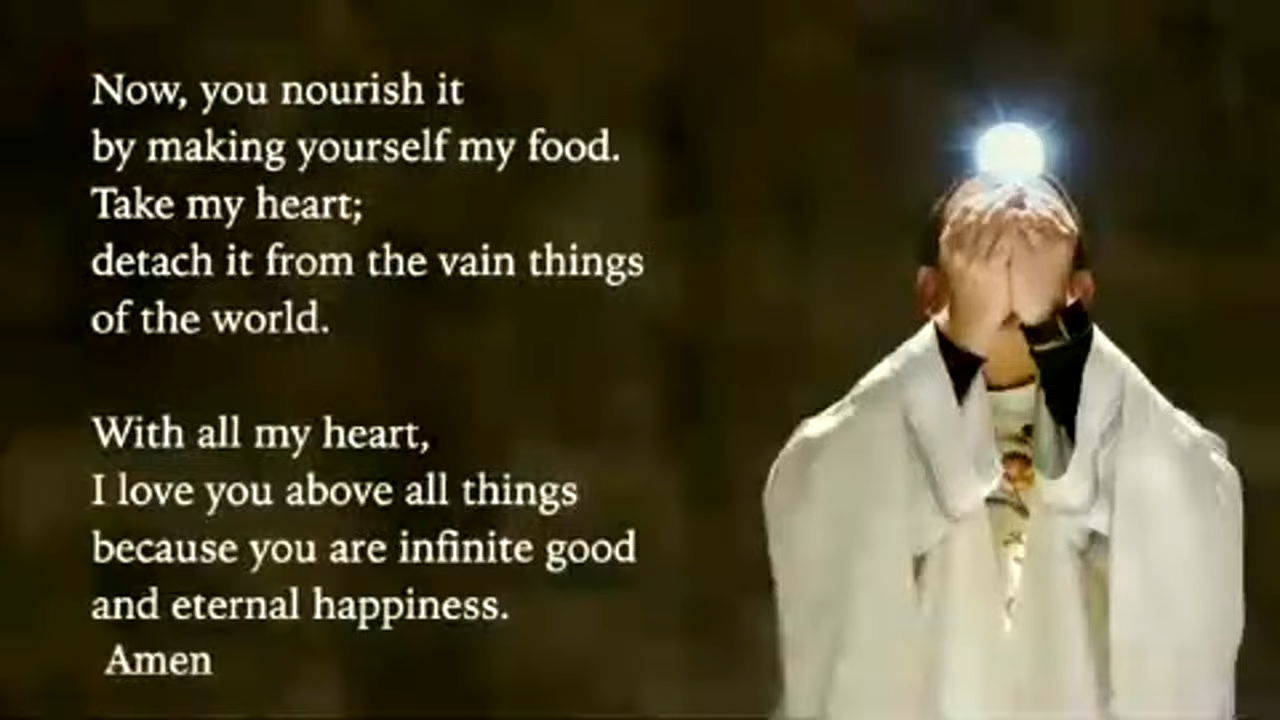 Now, you nourish it
by making yourself my food.
Take my heart;
detach it from the vain things
of the world.
With all my heart,
I love you above all things
because you are infinite good
and eternal happiness.
Amen